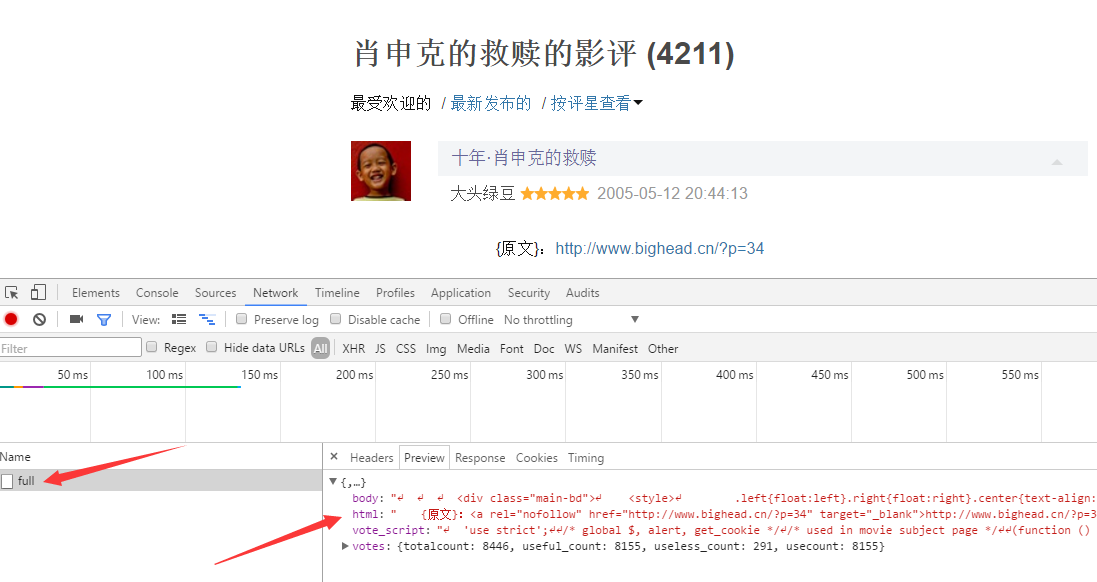 肖申克的救赎的影评 (4211)
最受欢迎的 / 最新发布的 / 按评星查看
十年·肖申克的救赎
大头绿豆 2005-05-12 20:44:13
{原文}：http://www.bighead.cn/?p=34
Elements Console Sources Network Timeline Profiles Application Security Audits
View: Preserve log Disable cache Offline No throttling
Filter Regex Hide data URLs All XHR JS CSS Img Media Font Doc WS Manifest Other
50 ms 100 ms 150 ms 200 ms 250 ms 300 ms 350 ms 400 ms 450 ms 500 ms 550 ms
Name
× Headers Preview Response Cookies Timing
full
▼{,…}
body: "↵ ↵ ↵ <div class="main-bd">↵ <style>↵ .left{float:left}.right{float:right}.center{text-align:
html: " {原文}: <a rel="nofollow" href="http://www.bighead.cn/?p=34" target="_blank">http://www.bighead.cn/?p=3
vote_script: "↵ 'use strict';↵↵/* global $, alert, get_cookie */↵/* used in movie subject page */↵↵(function ()
▶votes: {totalcount: 8446, useful_count: 8155, useless_count: 291, usecount: 8155}